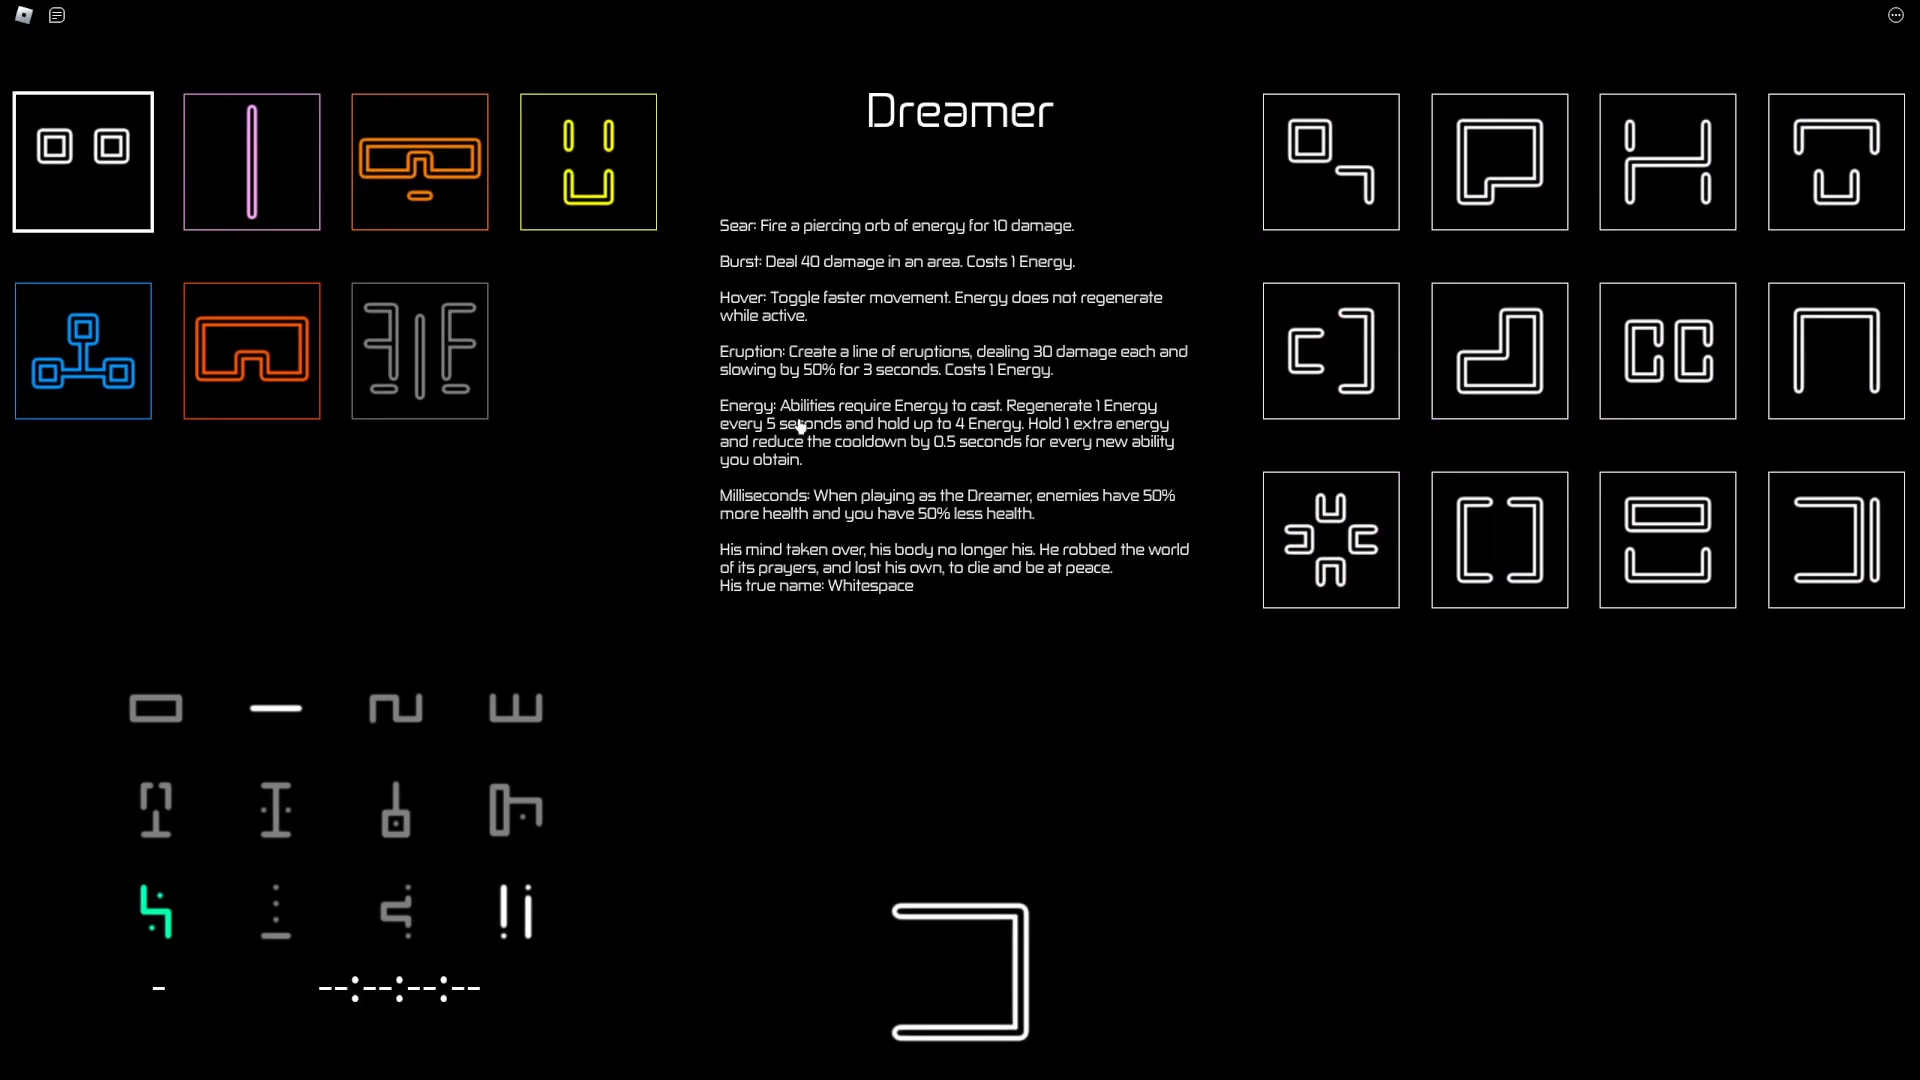 Dreamer
Sear: Fire a piercing orb of energy for 10 damage.
Burst: Deal 40 damage in an area. Costs 1 Energy.
Hover: Toggle faster movement. Energy does not regenerate
while active.
Eruption: Create a line of eruptions, dealing 30 damage each and
slowing by 50% for 3 seconds. Costs 1 Energy.
Energy: Abilities require Energy to cast. Regenerate 1 Energy
every 5 seconds and hold up to 4 Energy. Hold 1 extra energy
and reduce the cooldown by 0.5 seconds for every new ability
you obtain.
Milliseconds: When playing as the Dreamer, enemies have 50%
more health and you have 50% less health.
His mind taken over, his body no longer his. He robbed the world
of its prayers, and lost his own, to die and be at peace.
His true name: Whitespace
- --:--:--:--